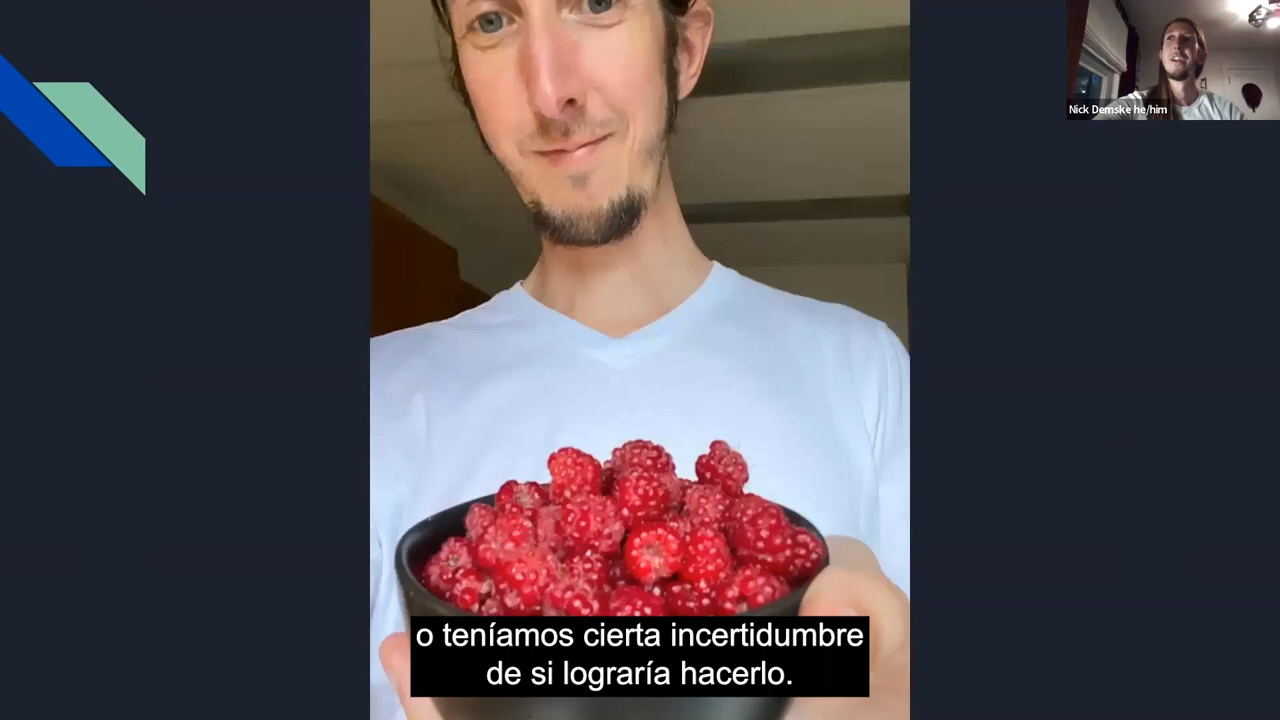 Nick Demske he/him
o teníamos cierta incertidumbre
de si lograría hacerlo.